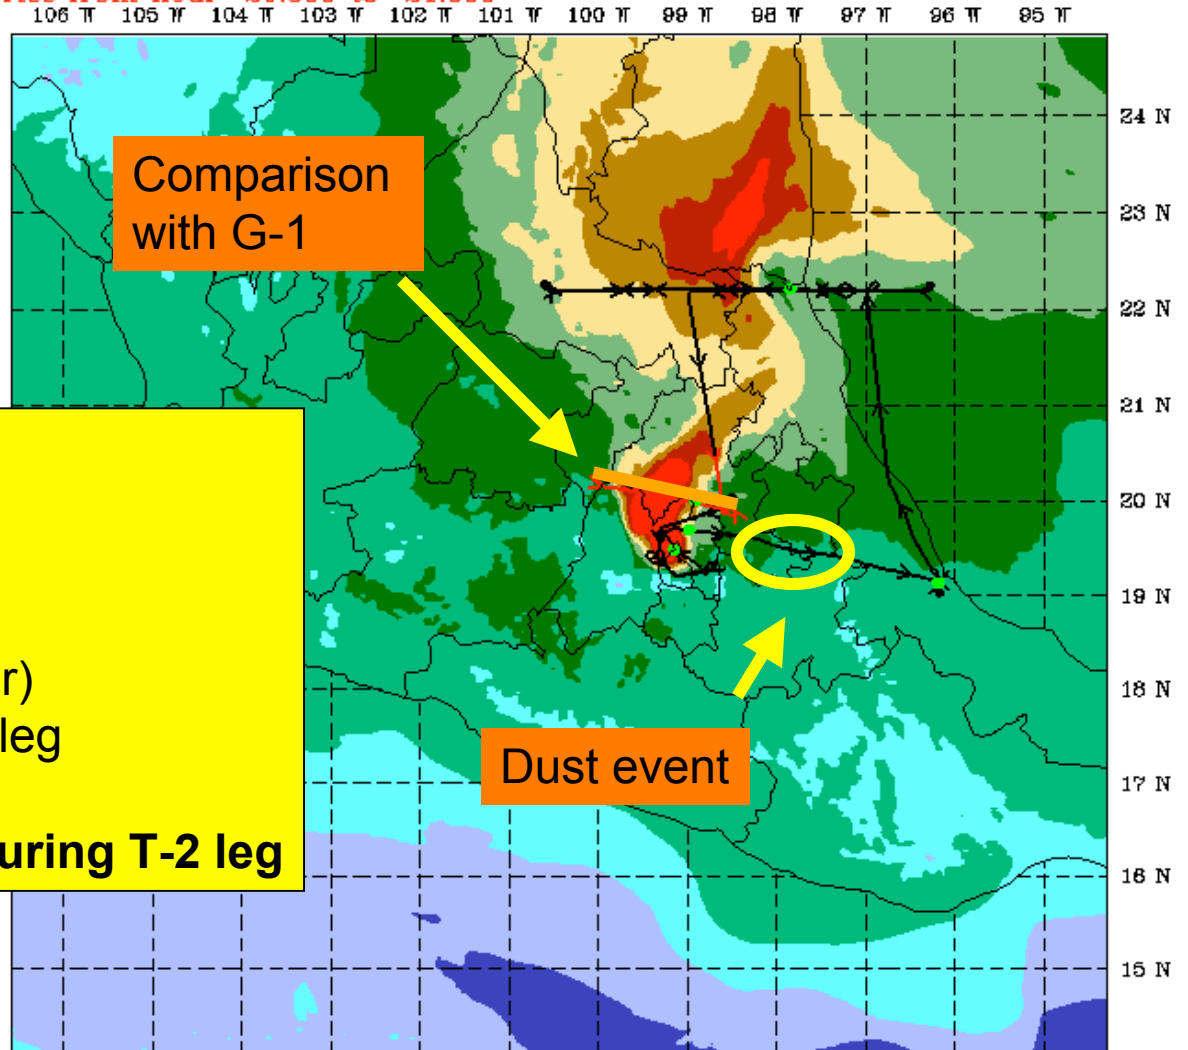 106 W 105 W 104 W 103 W 102 W 101 W 100 W 99 W 98 W 97 W 96 W 95 W
24 N
Comparison
with G-1
23 N
22 N
21 N
20 N
19 N
r)
18 N
leg
Dust event
17 N
uring T-2 leg
16 N
15 N